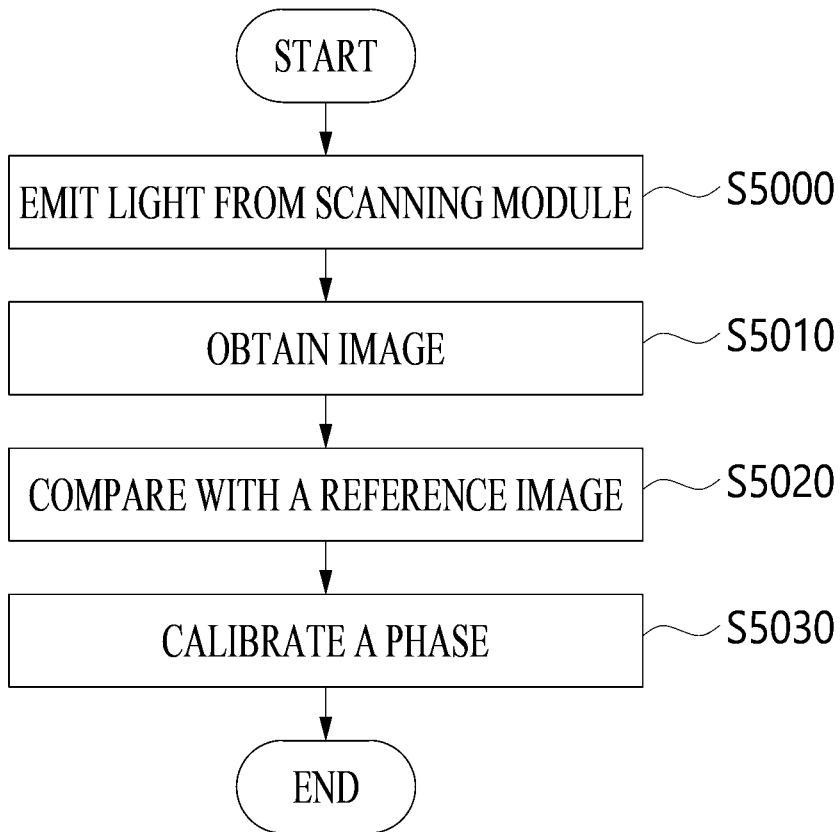 START
EMIT LIGHT FROM SCANNING MODULE
S5000
OBTAIN IMAGE
S5010
COMPARE WITH A REFERENCE IMAGE
S5020
CALIBRATE A PHASE
S5030
END